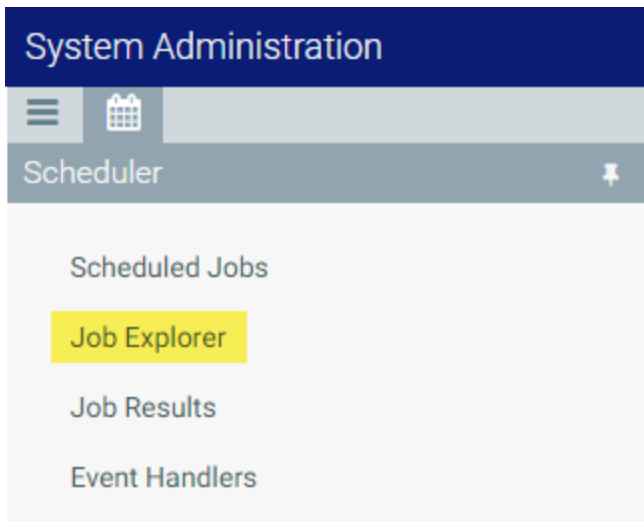 System Administration
Scheduler
Scheduled Jobs
Job Explorer
Job Results
Event Handlers